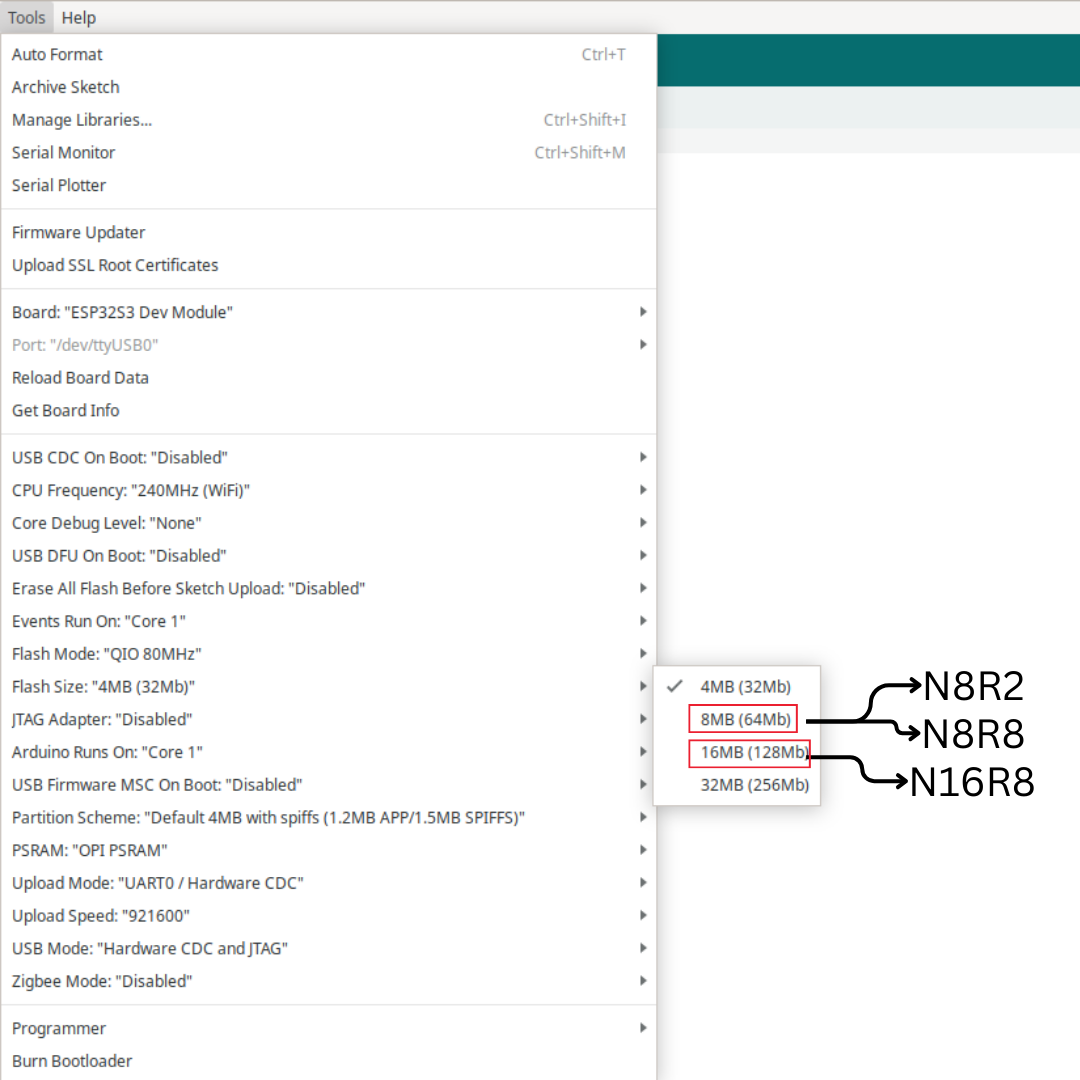 Tools Help
Auto Format Ctrl+T
Archive Sketch
Manage Libraries... Ctrl+Shift+I
Serial Monitor Ctrl+Shift+M
Serial Plotter
Firmware Updater
Upload SSL Root Certificates
Board: "ESP32S3 Dev Module"
Port: "/dev/ttyUSB0"
Reload Board Data
Get Board Info
USB CDC On Boot: "Disabled"
CPU Frequency: "240MHz (WiFi)"
Core Debug Level: "None"
USB DFU On Boot: "Disabled"
Erase All Flash Before Sketch Upload: "Disabled"
Events Run On: "Core 1"
Flash Mode: "QIO 80MHz"
Flash Size: "4MB (32Mb)"
JTAG Adapter: "Disabled"
Arduino Runs On: "Core 1"
USB Firmware MSC On Boot: "Disabled"
Partition Scheme: "Default 4MB with spiffs (1.2MB APP/1.5MB SPIFFS)"
PSRAM: "OPI PSRAM"
Upload Mode: "UART0 / Hardware CDC"
Upload Speed: "921600"
USB Mode: "Hardware CDC and JTAG"
Zigbee Mode: "Disabled"
Programmer
Burn Bootloader
4MB (32Mb)
8MB (64Mb)
16MB (128Mb)
32MB (256Mb)
N8R2
N8R8
N16R8